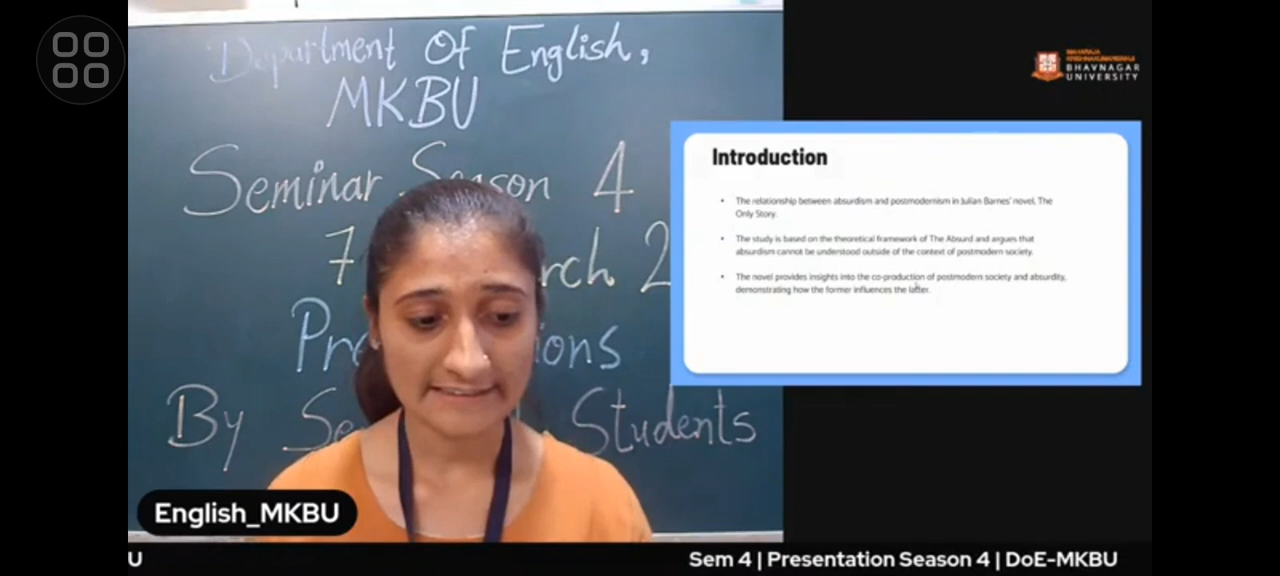 Department Of English,
MKBU
Seminar Season 4
7
By
Students
BHAVNAGAR
UNIVERSITY
Introduction
• The relationship between absurdism and postmodernism in Julian Barnes' novel, The
Only Story.
• The study is based on the theoretical framework of The Absurd and argues that
absurdism cannot be understood outside of the context of postmodern society.
• The novel provides insights into the co-production of postmodern society and absurdity,
demonstrating how the former influences the latter.
English_MKBU
U
Sem 4 | Presentation Season 4 | DoE-MKBU